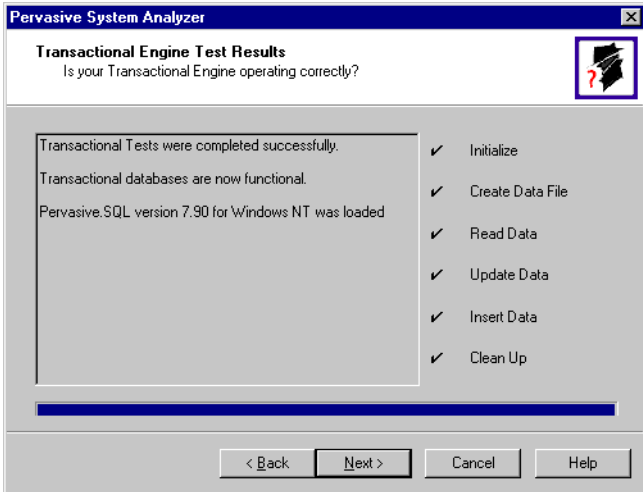 Pervasive System Analyzer
Transactional Engine Test Results
Is your Transactional Engine operating correctly?
?
Transactional Tests were completed successfully.
Transactional databases are now functional.
Pervasive.SQL version 7.90 for Windows NT was loaded
Initialize
Create Data File
Read Data
Update Data
Insert Data
Clean Up
< Back
Next >
Cancel
Help